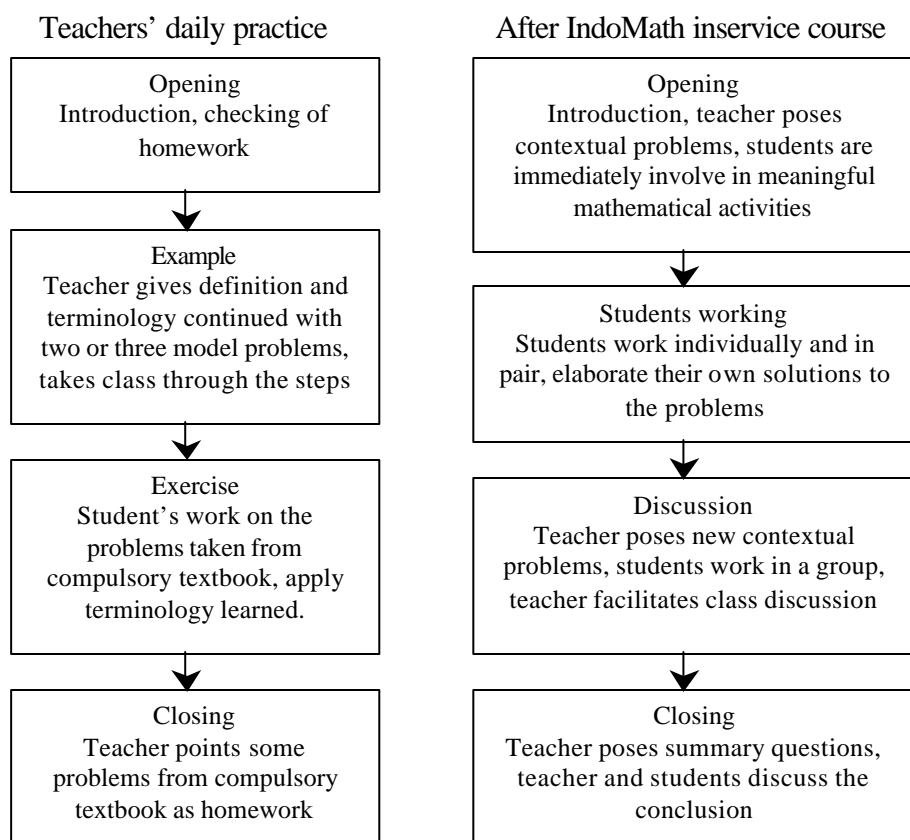 Teachers’ daily practice
Opening
Introduction, checking of
homework
Example
Teacher gives definition and
terminology continued with
two or three model problems,
takes class through the steps
Exercise
Student’s work on the
problems taken from
compulsory textbook, apply
terminology learned.
Closing
Teacher points some
problems from compulsory
textbook as homework
After IndoMath inservice course
Opening
Introduction, teacher poses
contextual problems, students are
immediately involve in meaningful
mathematical activities
Students working
Students work individually and in
pair, elaborate their own solutions to
the problems
Discussion
Teacher poses new contextual
problems, students work in a group,
teacher facilitates class discussion
Closing
Teacher poses summary questions,
teacher and students discuss the
conclusion